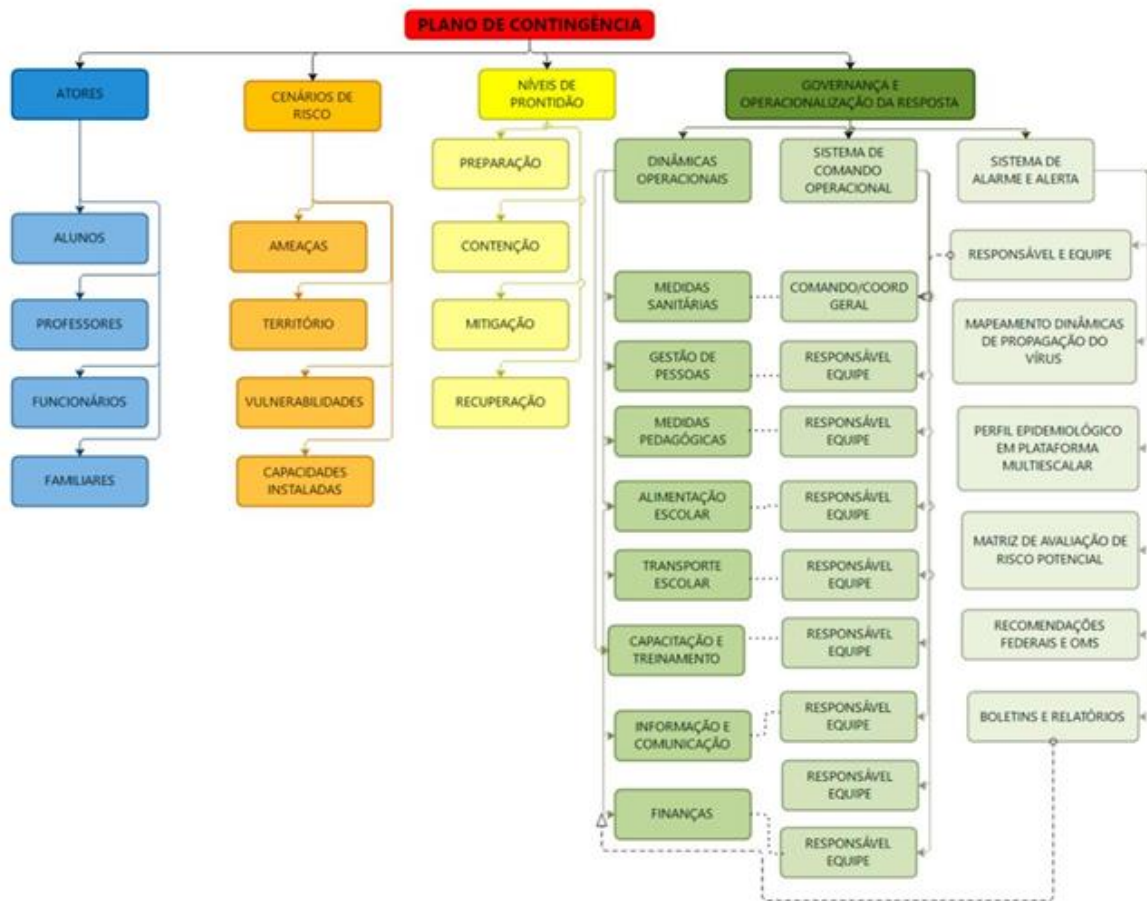 PLANO DE CONTINGÊNCIA
ATORES
CENÁRIOS DE
RISCO
NÍVEIS DE
PRONTIDÃO
GOVERNANÇA E
OPERACIONALIZAÇÃO DA RESPOSTA
ALUNOS
PROFESSORES
FUNCIONÁRIOS
FAMILIARES
AMEAÇAS
TERRITÓRIO
VULNERABILIDADES
CAPACIDADES
INSTALADAS
PREPARAÇÃO
CONTENÇÃO
MITIGAÇÃO
RECUPERAÇÃO
DINÂMICAS
OPERACIONAIS
MEDIDAS
SANITÁRIAS
GESTÃO DE
PESSOAS
MEDIDAS
PEDAGÓGICAS
ALIMENTAÇÃO
ESCOLAR
TRANSPORTE
ESCOLAR
CAPACITAÇÃO E
TREINAMENTO
INFORMAÇÃO E
COMUNICAÇÃO
FINANÇAS
SISTEMA DE
COMANDO
OPERACIONAL
COMANDO/COORD
GERAL
RESPONSÁVEL
EQUIPE
RESPONSÁVEL
EQUIPE
RESPONSÁVEL
EQUIPE
RESPONSÁVEL
EQUIPE
RESPONSÁVEL
EQUIPE
RESPONSÁVEL
EQUIPE
RESPONSÁVEL
EQUIPE
RESPONSÁVEL
EQUIPE
SISTEMA DE
ALARME E ALERTA
RESPONSÁVEL E EQUIPE
MAPEAMENTO DINÂMICAS
DE PROPAGAÇÃO DO
VÍRUS
PERFIL EPIDEMIOLÓGICO
EM PLATAFORMA
MULTIESCALAR
MATRIZ DE AVALIAÇÃO DE
RISCO POTENCIAL
RECOMENDAÇÕES
FEDERAIS E OMS
BOLETINS E RELATÓRIOS